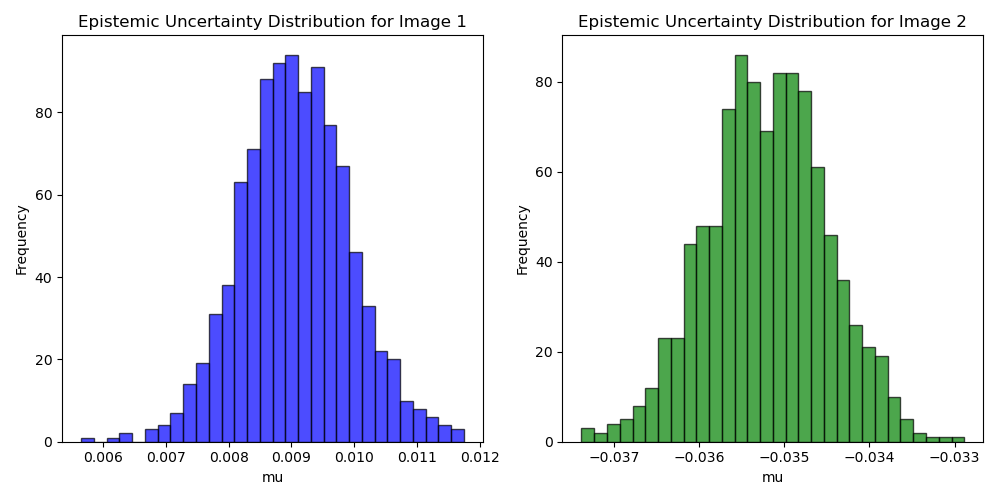 Epistemic Uncertainty Distribution for Image 1
Frequency
80
60
40
20
0
0.006 0.007 0.008 0.009 0.010 0.011 0.012
mu
Epistemic Uncertainty Distribution for Image 2
Frequency
80
60
40
20
0
−0.037 −0.036 −0.035 −0.034 −0.033
mu